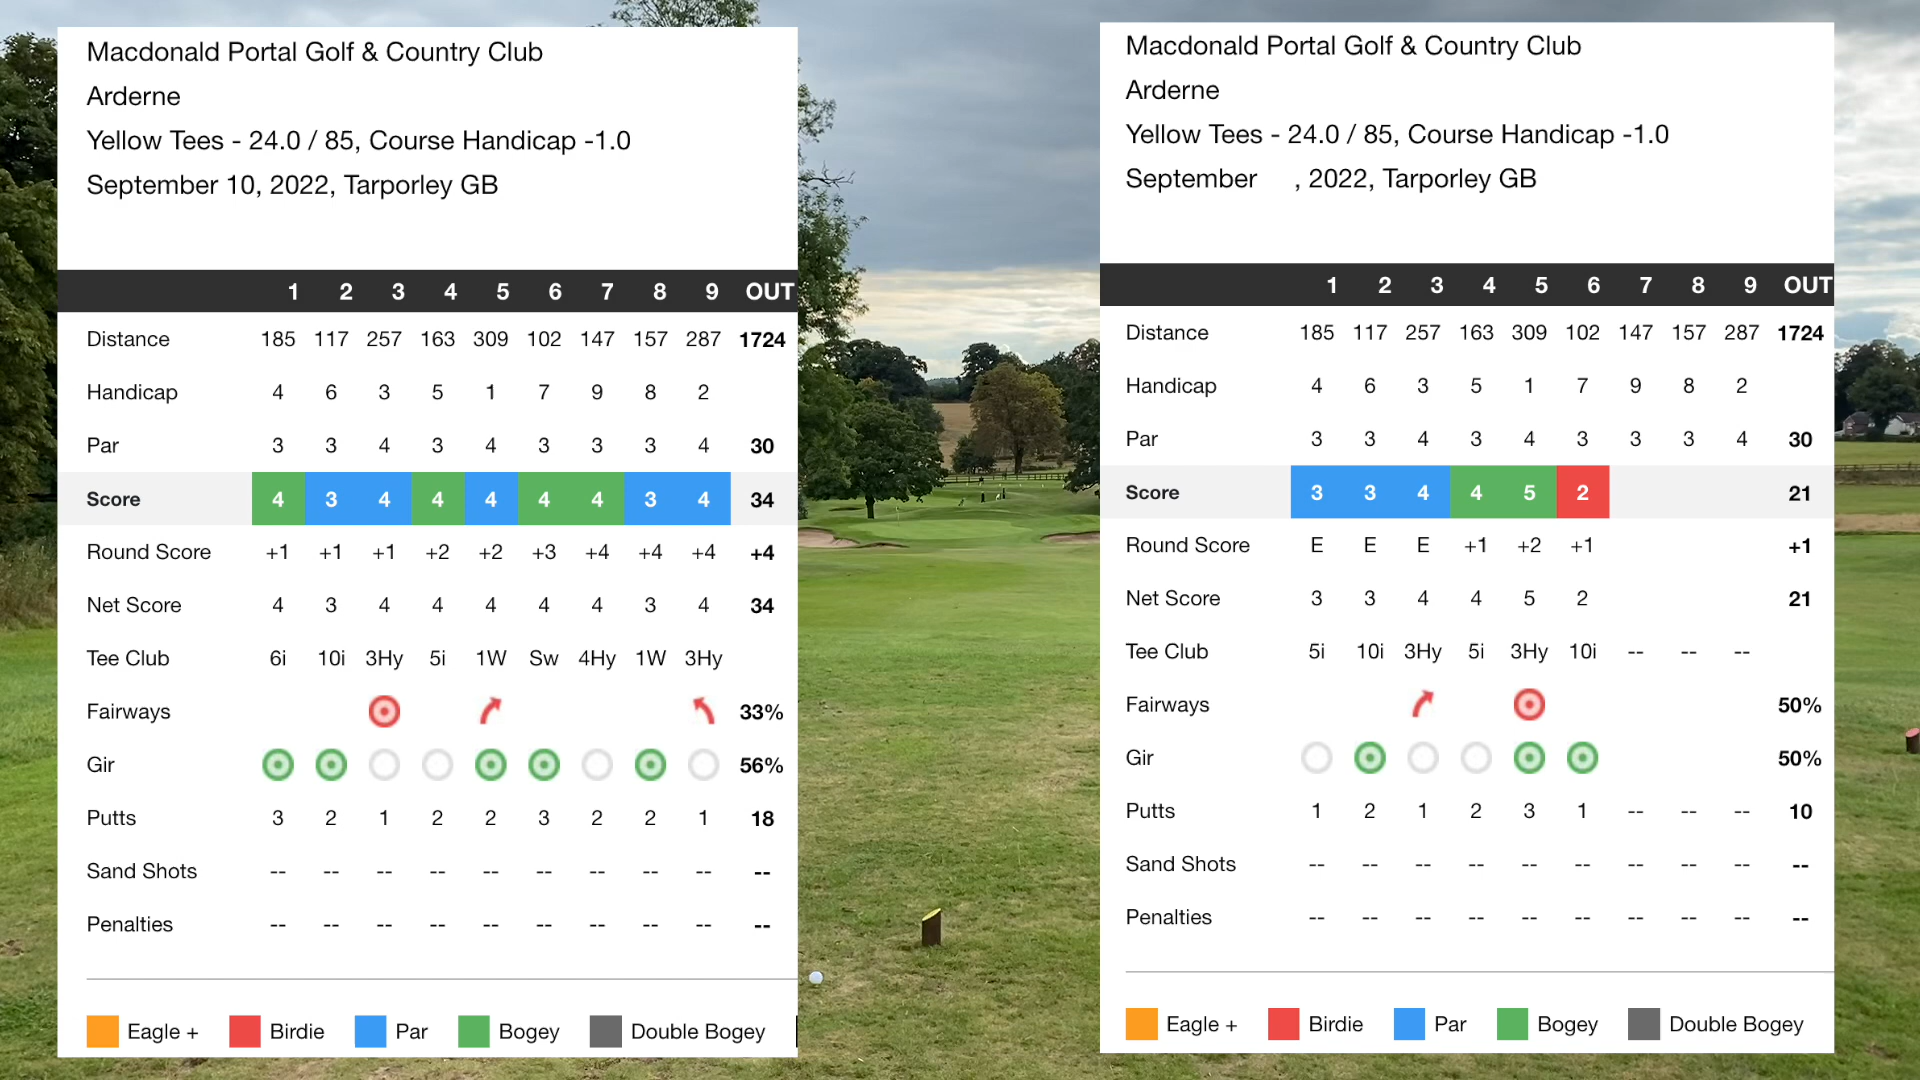 Macdonald Portal Golf & Country Club
Arderne
Yellow Tees - 24.0 / 85, Course Handicap -1.0
September 10, 2022, Tarporley GB
1 2 3 4 5 6 7 8 9 OUT
Distance 185 117 257 163 309 102 147 157 287 1724
Handicap 4 6 3 5 1 7 9 8 2
Par 3 3 4 3 4 3 3 3 4 30
Score 4 3 4 4 4 4 4 3 4 34
Round Score +1 +1 +1 +2 +2 +3 +4 +4 +4 +4
Net Score 4 3 4 4 4 4 4 3 4 34
Tee Club 6i 10i 3Hy 5i 1W Sw 4Hy 1W 3Hy
Fairways 33%
Gir 56%
Putts 3 2 1 2 2 3 2 2 1 18
Sand Shots -- -- -- -- -- -- -- -- -- --
Penalties -- -- -- -- -- -- -- -- -- --
Eagle + Birdie Par Bogey Double Bogey
Macdonald Portal Golf & Country Club
Arderne
Yellow Tees - 24.0 / 85, Course Handicap -1.0
September , 2022, Tarporley GB
1 2 3 4 5 6 7 8 9 OUT
Distance 185 117 257 163 309 102 147 157 287 1724
Handicap 4 6 3 5 1 7 9 8 2
Par 3 3 4 3 4 3 3 3 4 30
Score 3 3 4 4 5 2 21
Round Score E E E +1 +2 +1 +1
Net Score 3 3 4 4 5 2 21
Tee Club 5i 10i 3Hy 5i 3Hy 10i -- -- --
Fairways 50%
Gir 50%
Putts 1 2 1 2 3 1 -- -- -- 10
Sand Shots -- -- -- -- -- -- -- -- -- --
Penalties -- -- -- -- -- -- -- -- -- --
Eagle + Birdie Par Bogey Double Bogey